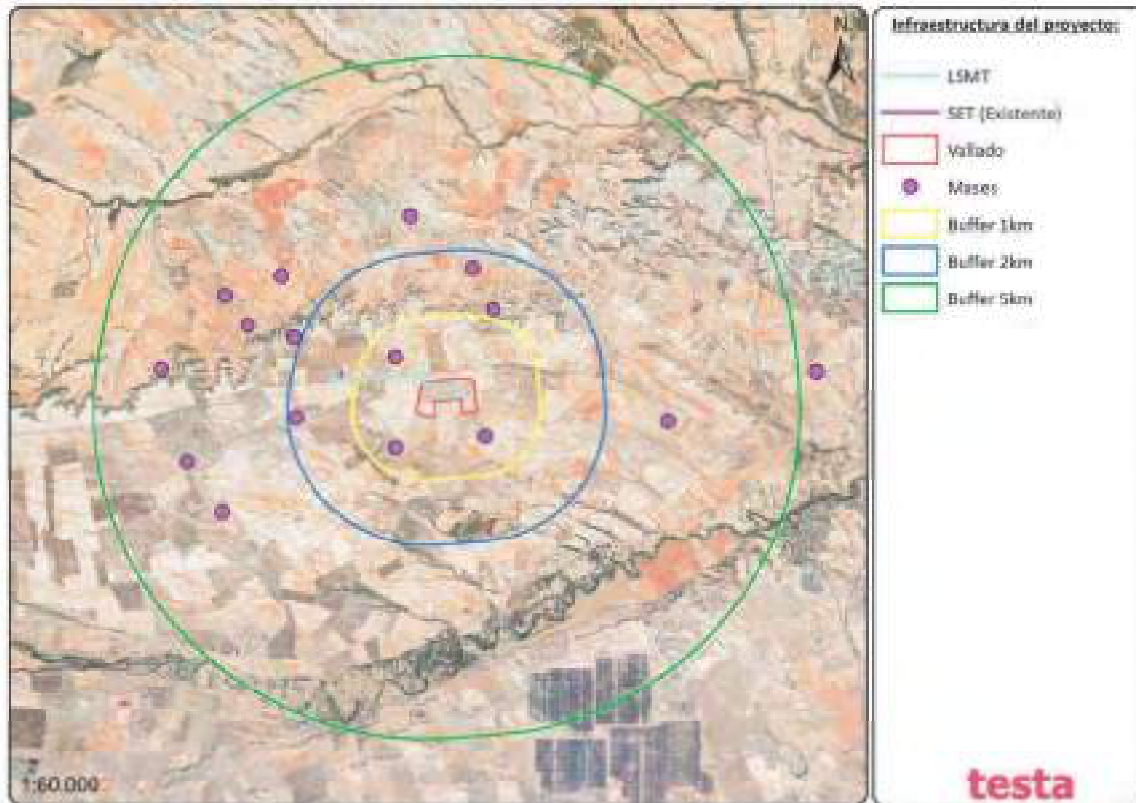 N
Infraestructura del proyecto:
LSMT
SET (Existente)
Vallado
Mases
Buffer 1km
Buffer 2km
Buffer 5km
1:60.000
testa